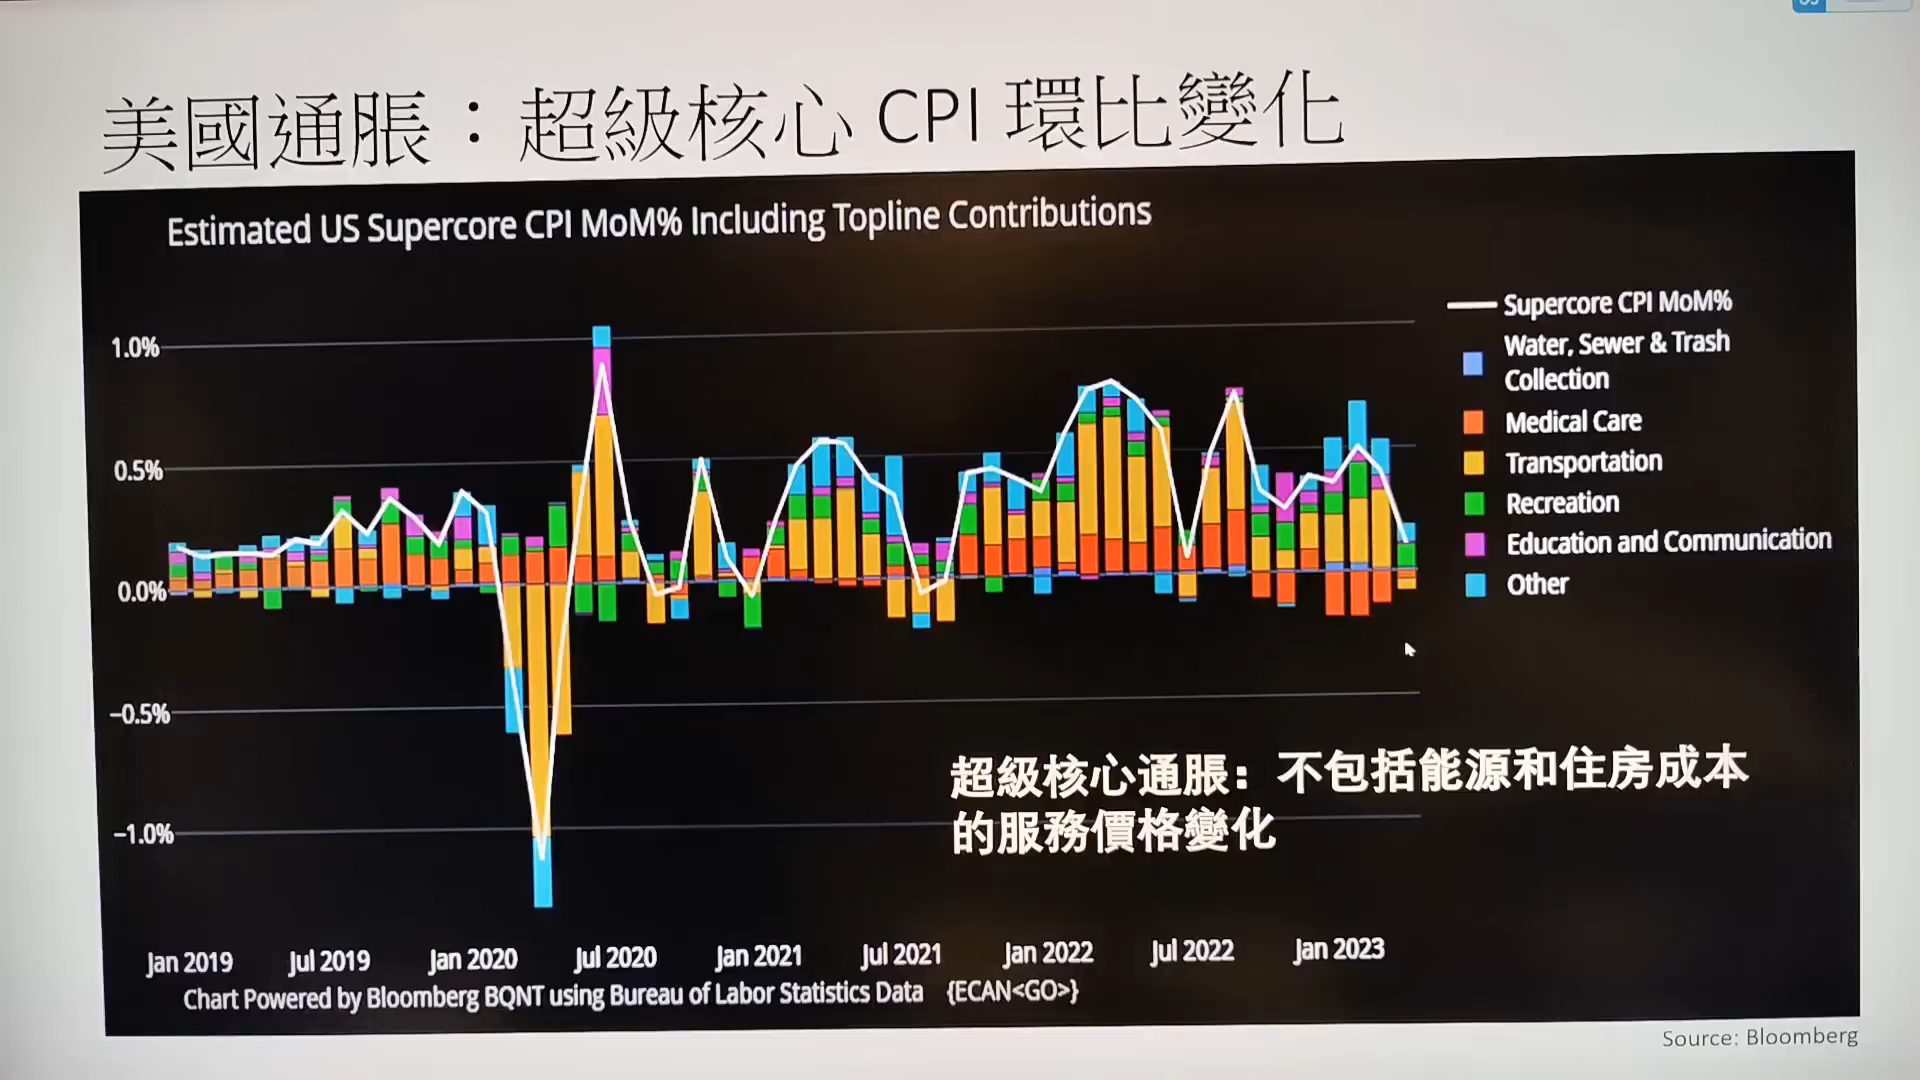 美國通脹：超級核心 CPI 環比變化
Estimated US Supercore CPI MoM% Including Topline Contributions
1.0%
0.5%
0.0%
−0.5%
−1.0%
Supercore CPI MoM%
Water, Sewer & Trash
Collection
Medical Care
Transportation
Recreation
Education and Communication
Other
超級核心通脹：不包括能源和住房成本
的服務價格變化
Jan 2019
Jul 2019
Jan 2020
Jul 2020
Jan 2021
Jul 2021
Jan 2022
Jul 2022
Jan 2023
Chart Powered by Bloomberg BQNT using Bureau of Labor Statistics Data {ECAN<GO>}
Source: Bloomberg